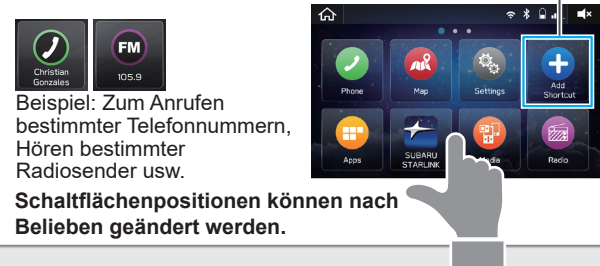 Christian
Gonzales
FM
105.9
Beispiel: Zum Anrufen
bestimmter Telefonnummern,
Hören bestimmter
Radiosender usw.
Schaltflächenpositionen können nach
Belieben geändert werden.
Phone
Map
Settings
Add
Shortcut
Apps
SUBARU
STARLINK
Radio